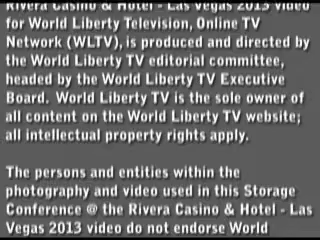 Rivera Casino & Hotel - Las Vegas 2013 video
for World Liberty Television, Online TV
Network (WLTV), is produced and directed by
the World Liberty TV editorial committee,
headed by the World Liberty TV Executive
Board. World Liberty TV is the sole owner of
all content on the World Liberty TV website;
all intellectual property rights apply.
The persons and entities within the
photography and video used in this Storage
Conference @ the Rivera Casino & Hotel - Las
Vegas 2013 video do not endorse World